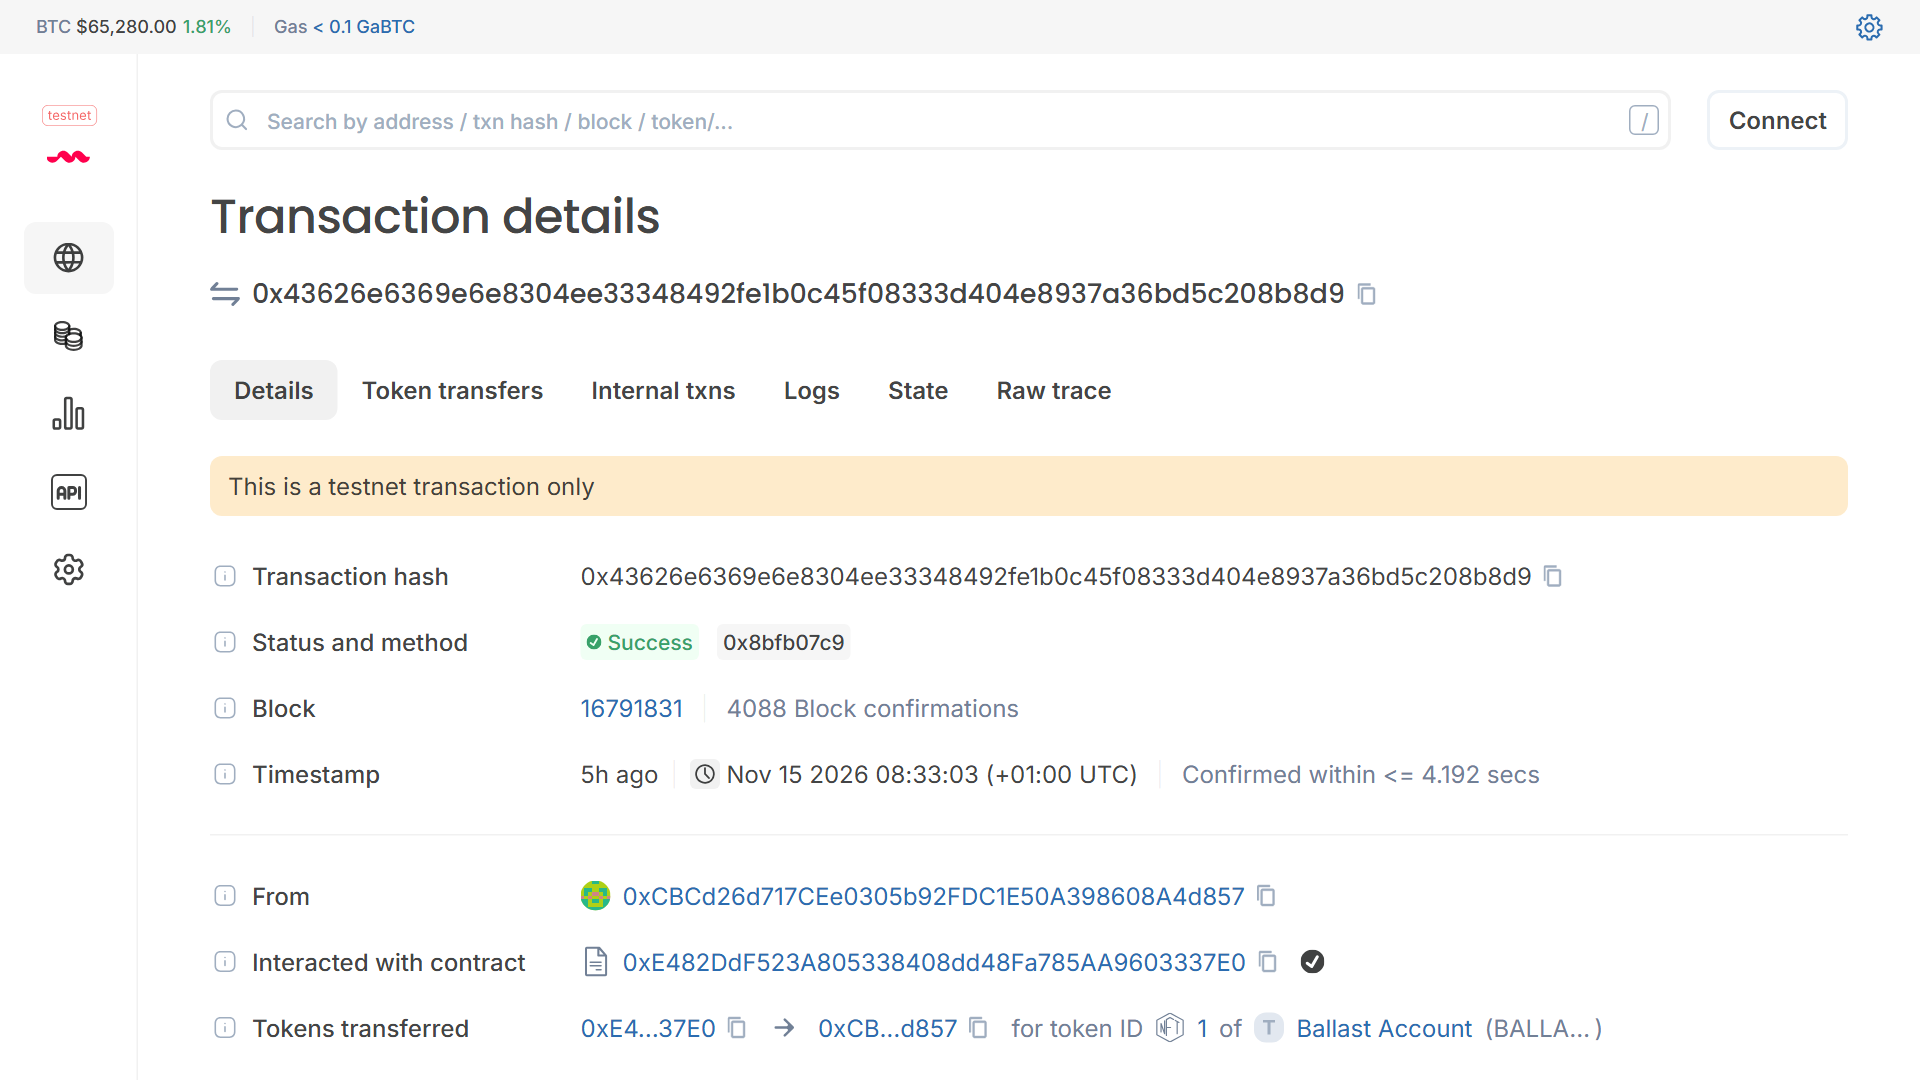 BTC $65,280.00 1.81% Gas < 0.1 GaBTC
testnet
Search by address / txn hash / block / token/... /
Connect
Transaction details
0x43626e6369e6e8304ee33348492fe1b0c45f08333d404e8937a36bd5c208b8d9
Details Token transfers Internal txns Logs State Raw trace
API
This is a testnet transaction only
Transaction hash 0x43626e6369e6e8304ee33348492fe1b0c45f08333d404e8937a36bd5c208b8d9
Status and method Success 0x8bfb07c9
Block 16791831 4088 Block confirmations
Timestamp 5h ago Nov 15 2026 08:33:03 (+01:00 UTC) Confirmed within <= 4.192 secs
From 0xCBCd26d717CEe0305b92FDC1E50A398608A4d857
Interacted with contract 0xE482DdF523A805338408dd48Fa785AA9603337E0
Tokens transferred 0xE4...37E0 → 0xCB...d857 for token ID NFT 1 of T Ballast Account (BALLA...)